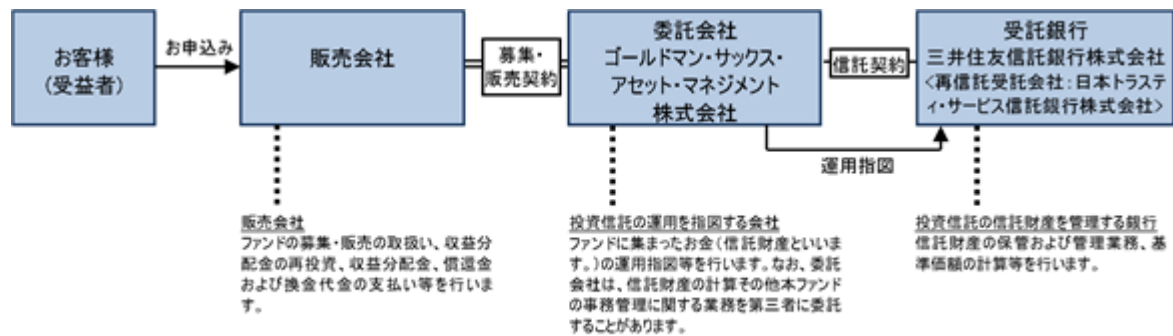 お客様
(受益者)
お申込み
販売会社
募集・
販売契約
委託会社
ゴールドマン・サックス・
アセット・マネジメント
株式会社
信託契約
受託銀行
三井住友信託銀行株式会社
<再信託受託会社:日本トラステ
ィ・サービス信託銀行株式会社>
運用指図
販売会社
ファンドの募集・販売の取扱い、収益分
配金の再投資、収益分配金、償還金
および換金代金の支払い等を行いま
す。
投資信託の運用を指図する会社
ファンドに集まったお金(信託財産といいま
す。)の運用指図等を行います。なお、委託
会社は、信託財産の計算その他本ファンド
の事務管理に関する業務を第三者に委託
することがあります。
投資信託の信託財産を管理する銀行
信託財産の保管および管理業務、基
準価額の計算等を行います。